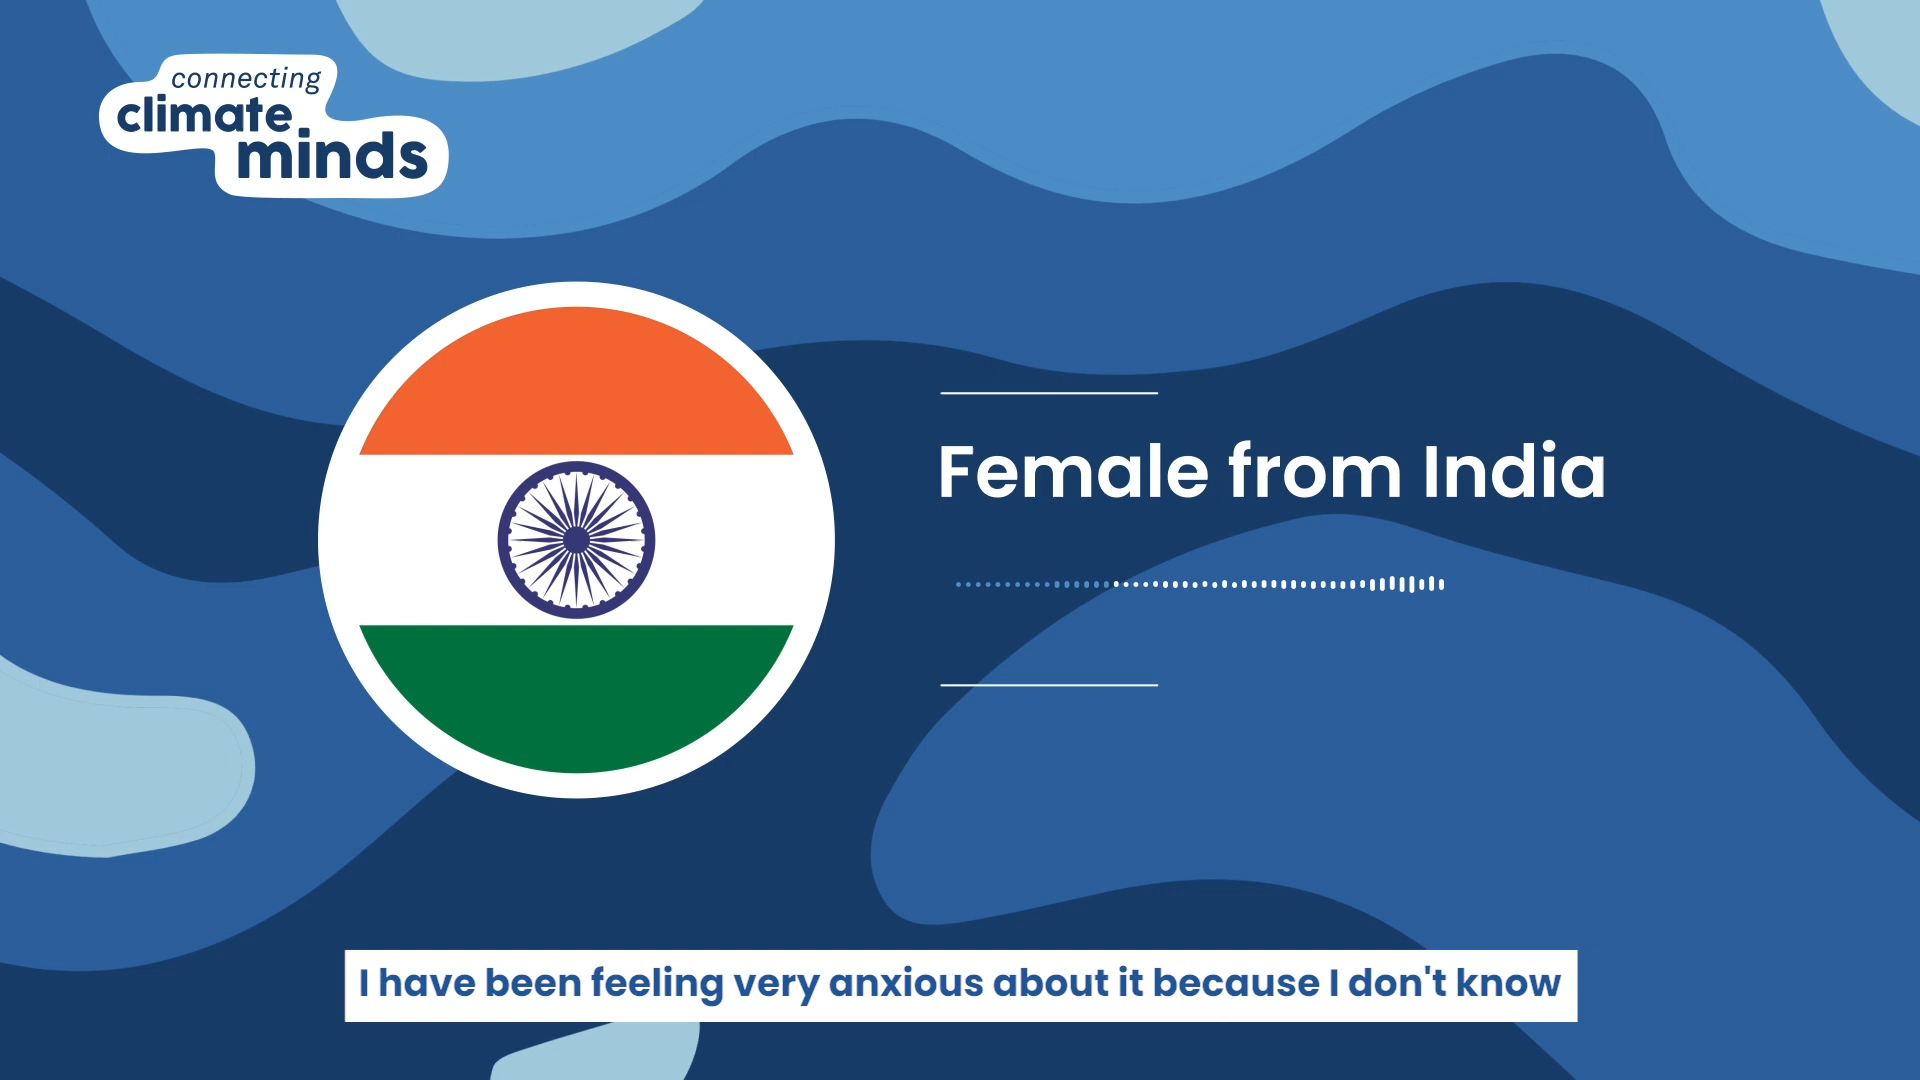 connecting
climate
minds
Female from India
I have been feeling very anxious about it because I don't know